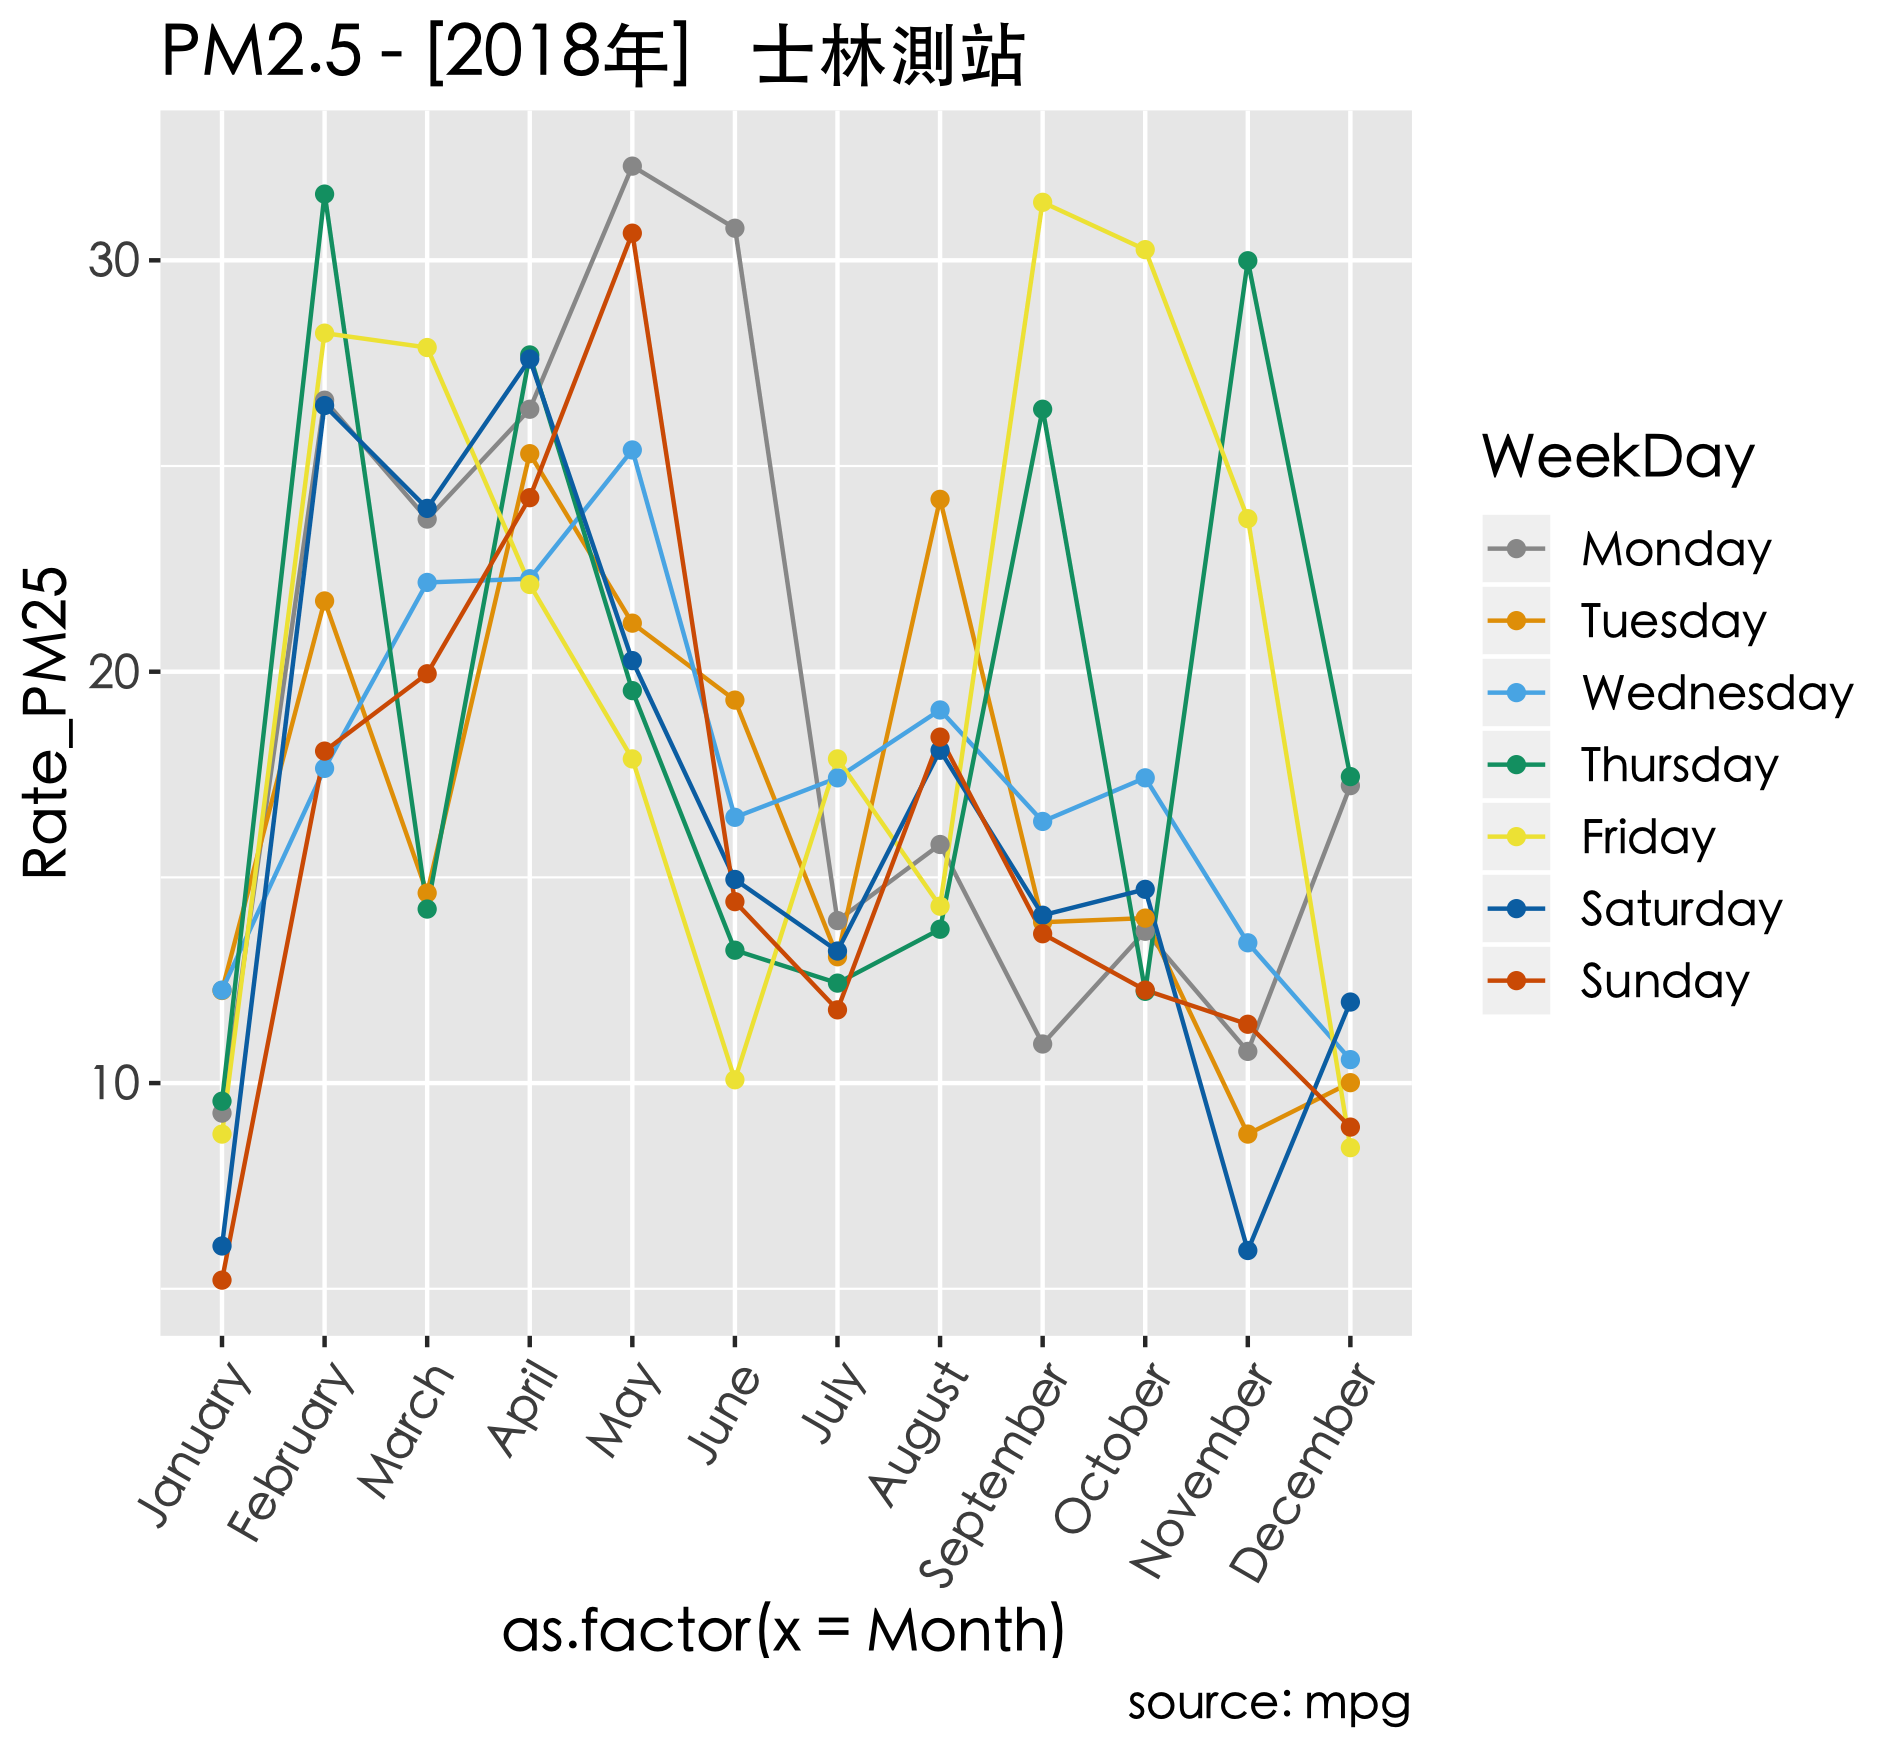 PM2.5 - [2018年] 士林測站
Rate_PM25
30
20
10
January
February
March
April
May
June
July
August
September
October
November
December
as.factor(x = Month)
WeekDay
Monday
Tuesday
Wednesday
Thursday
Friday
Saturday
Sunday
source: mpg